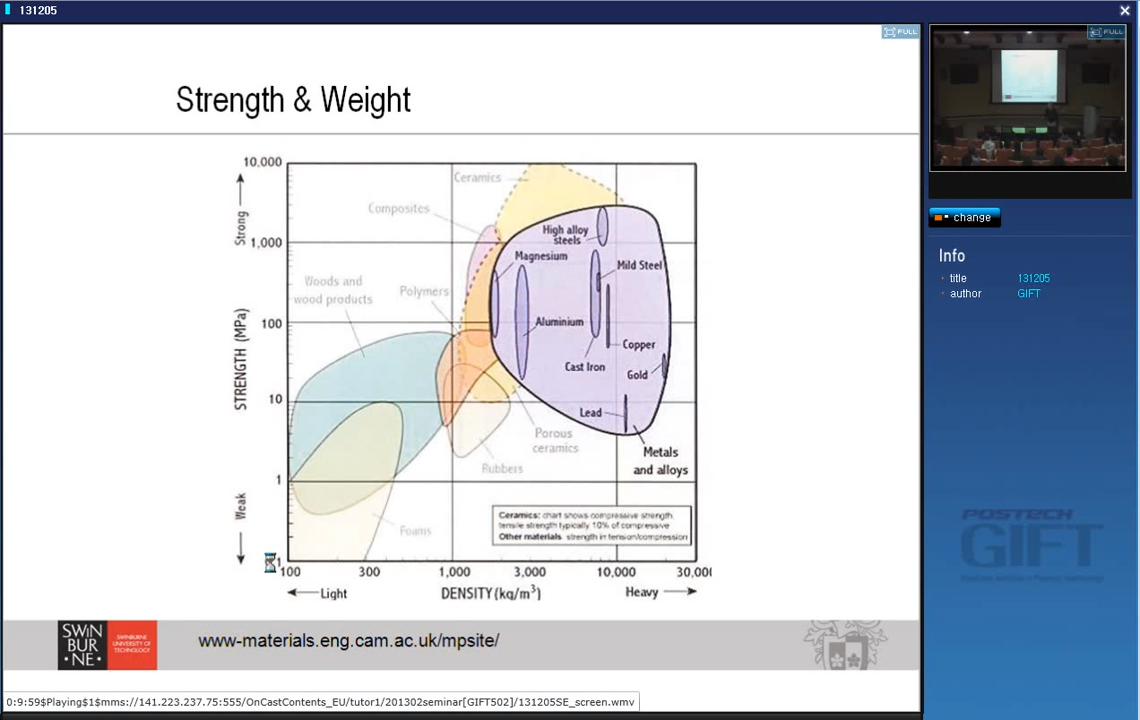 131205
FULL
FULL
Strength & Weight
10,000
Ceramics
Composites
Strong
High alloy
steels
1,000
Magnesium
Mild Steel
Woods and
wood products
Polymers
STRENGTH (MPa)
100
Aluminium
Copper
Cast Iron
Gold
10
Lead
Porous
ceramics
Metals
and alloys
Rubbers
1
Weak
Ceramics: chart shows compressive strength,
tensile strength typically 10% of compressive
Other materials: strength in tension/compression
Foams
100
300
1,000
3,000
10,000
Light
DENSITY (kg/m³)
Heavy
SWIN
BUR
•NE•
SWINBURNE
UNIVERSITY OF
TECHNOLOGY
www-materials.eng.cam.ac.uk/mpsite/
0:9:59$Playing$1$mms://141.223.237.75:555/OnCastContents_EU/tutor1/201302seminar[GIFT502]/131205SE_screen.wmv
change
Info
title 131205
author GIFT
POSTECH
GIFT